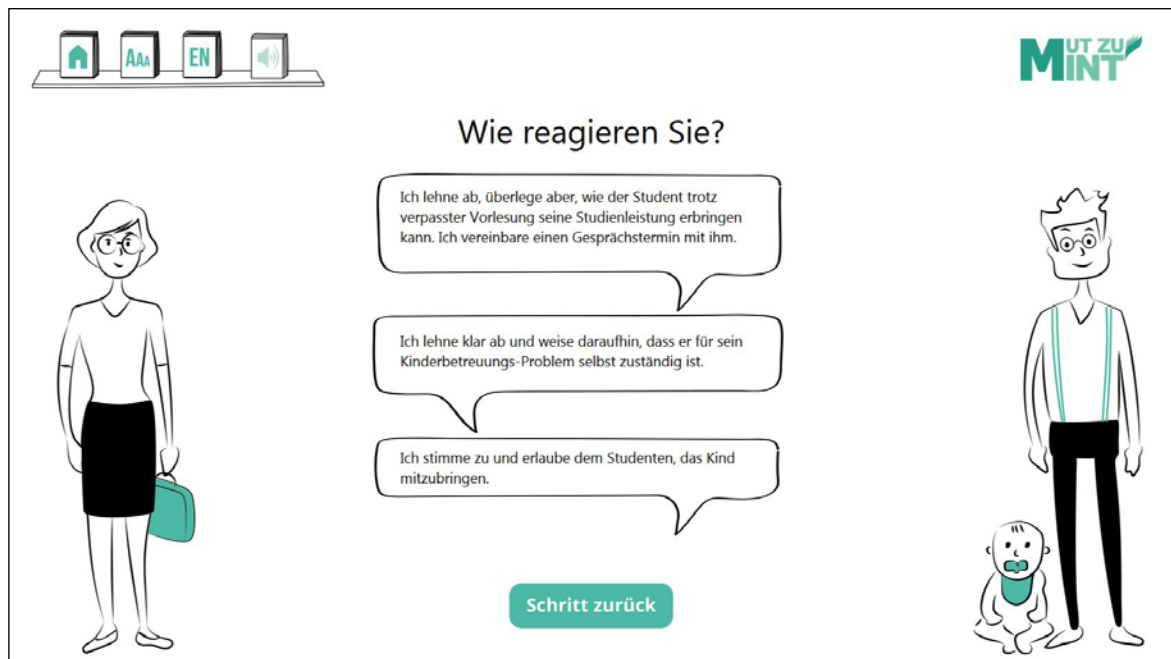 AAA
EN
MUT ZU
MINT
Wie reagieren Sie?
Ich lehne ab, überlege aber, wie der Student trotz
verpasster Vorlesung seine Studienleistung erbringen
kann. Ich vereinbare einen Gesprächstermin mit ihm.
Ich lehne klar ab und weise daraufhin, dass er für sein
Kinderbetreuungs-Problem selbst zuständig ist.
Ich stimme zu und erlaube dem Studenten, das Kind
mitzubringen.
Schritt zurück